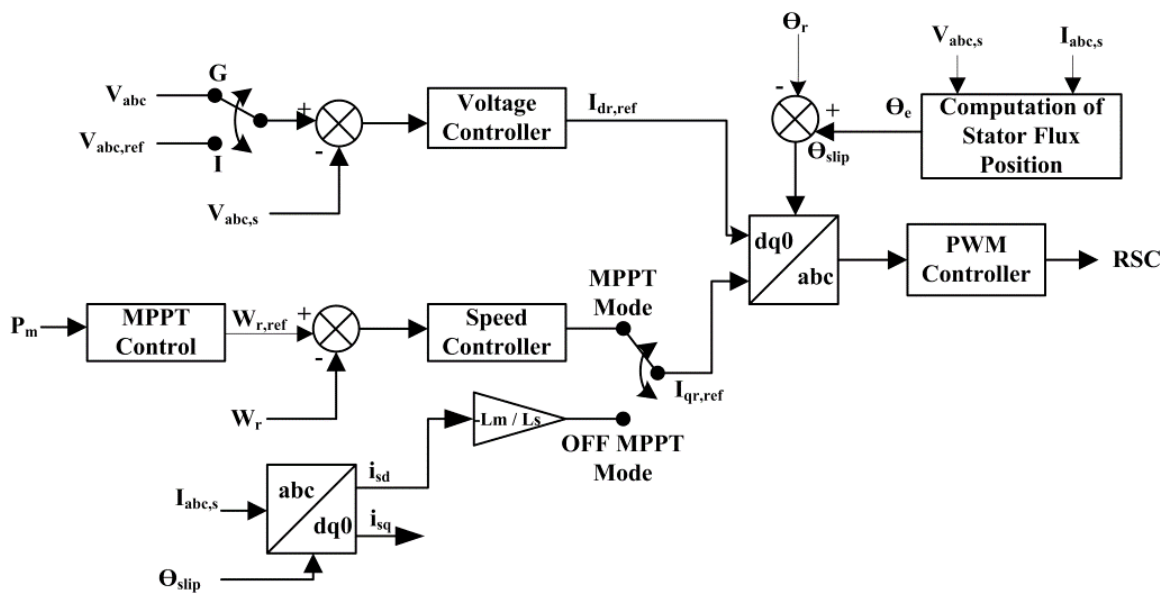 Θr
Vabc,s
Iabc,s
G
Vabc
+
-
Voltage
Controller
Idr,ref
-
+
Θe
Computation of
Stator Flux
Position
Vabc,ref
I
Θslip
Vabc,s
dq0
abc
PWM
Controller
RSC
MPPT
Mode
Pm
MPPT
Control
Wr,ref
+
-
Speed
Controller
Iqr,ref
Wr
-Lm / Ls
OFF MPPT
Mode
isd
Iabc,s
abc
dq0
isq
Θslip